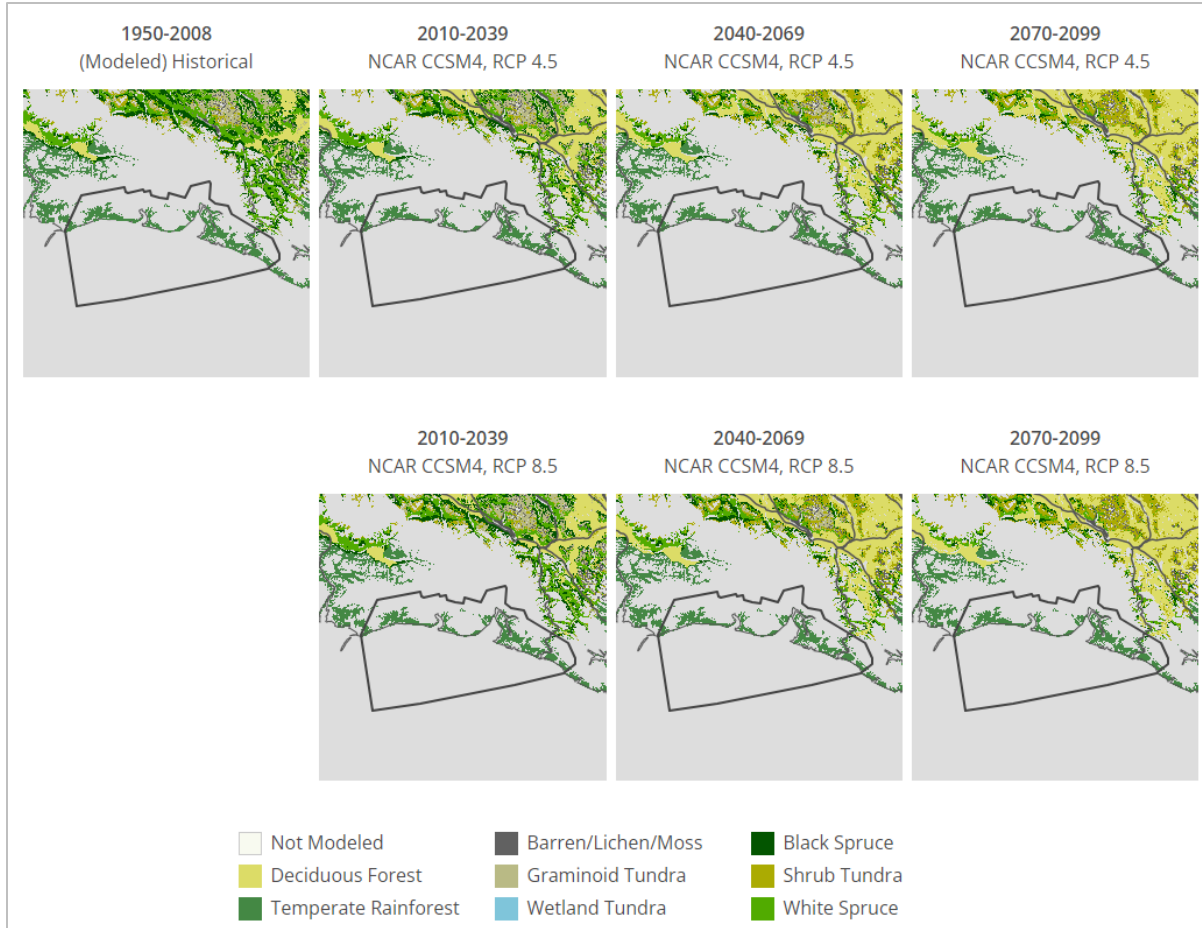 1950-2008
(Modeled) Historical
2010-2039
NCAR CCSM4, RCP 4.5
2040-2069
NCAR CCSM4, RCP 4.5
2070-2099
NCAR CCSM4, RCP 4.5
2010-2039
NCAR CCSM4, RCP 8.5
2040-2069
NCAR CCSM4, RCP 8.5
2070-2099
NCAR CCSM4, RCP 8.5
Not Modeled
Barren/Lichen/Moss
Black Spruce
Deciduous Forest
Graminoid Tundra
Shrub Tundra
Temperate Rainforest
Wetland Tundra
White Spruce